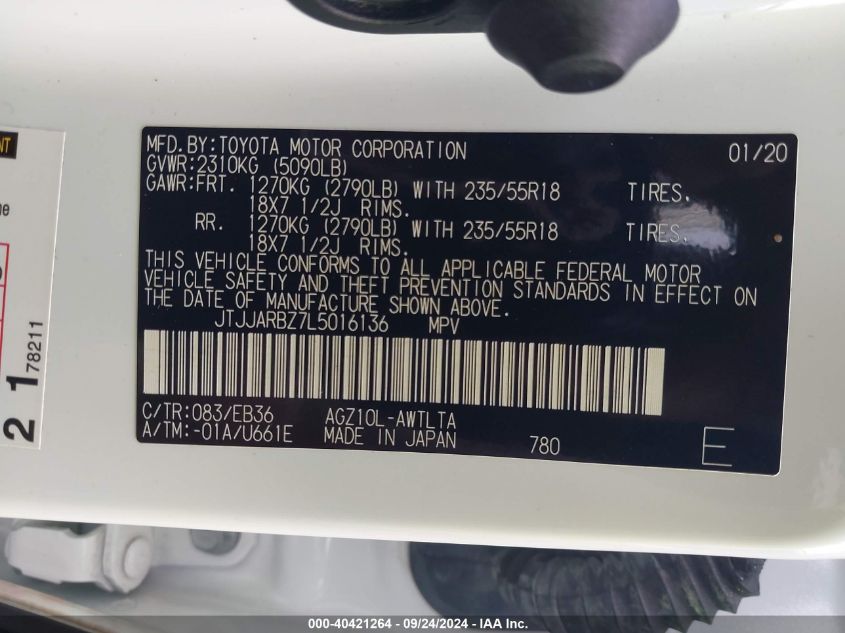 MFD.BY:TOYOTA MOTOR CORPORATION 01/20
GVWR:2310KG (5090LB)
GAWR:FRT. 1270KG (2790LB) WITH 235/55R18 TIRES.
18X7 1/2J RIMS.
RR. 1270KG (2790LB) WITH 235/55R18 TIRES.
18X7 1/2J RIMS.
THIS VEHICLE CONFORMS TO ALL APPLICABLE FEDERAL MOTOR
VEHICLE SAFETY AND THEFT PREVENTION STANDARDS IN EFFECT ON
THE DATE OF MANUFACTURE SHOWN ABOVE.
JTJJARBZ7L5016136 MPV
C/TR:083/EB36 AGZ10L-AWTLTA
A/TM:-01A/U661E MADE IN JAPAN 780 E
2 1 78211
000-40421264 - 09/24/2024 - IAA Inc.